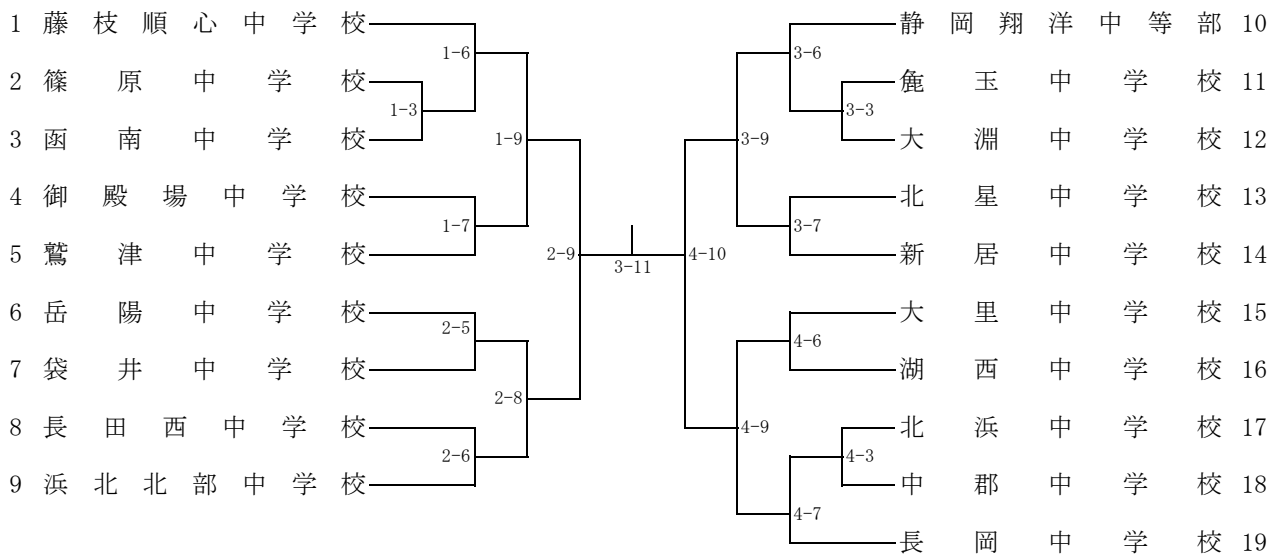 1 藤枝順心中学校
2 篠原中学校
3 函南中学校
4 御殿場中学校
5 鷲津中学校
6 岳陽中学校
7 袋井中学校
8 長田西中学校
9 浜北北部中学校
1-6
1-3
1-9
1-7
2-9
2-5
2-8
2-6
3-11
4-10
3-6
3-3
3-9
3-7
4-6
4-9
4-3
4-7
静岡翔洋中等部 10
麁玉中学校 11
大淵中学校 12
北星中学校 13
新居中学校 14
大里中学校 15
湖西中学校 16
北浜中学校 17
中郡中学校 18
長岡中学校 19